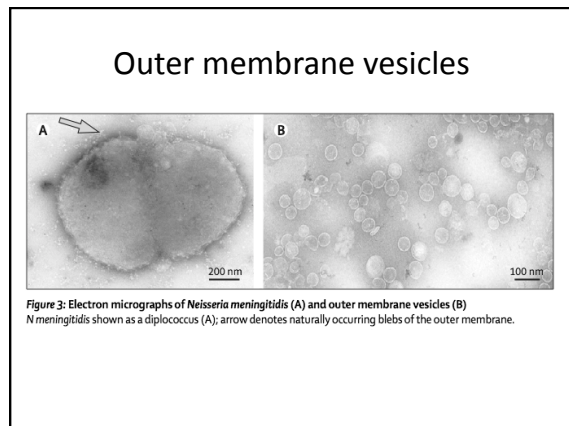 Outer membrane vesicles
A
B
200 nm
100 nm
Figure 3: Electron micrographs of Neisseria meningitidis (A) and outer membrane vesicles (B)
N meningitidis shown as a diplococcus (A); arrow denotes naturally occurring blebs of the outer membrane.